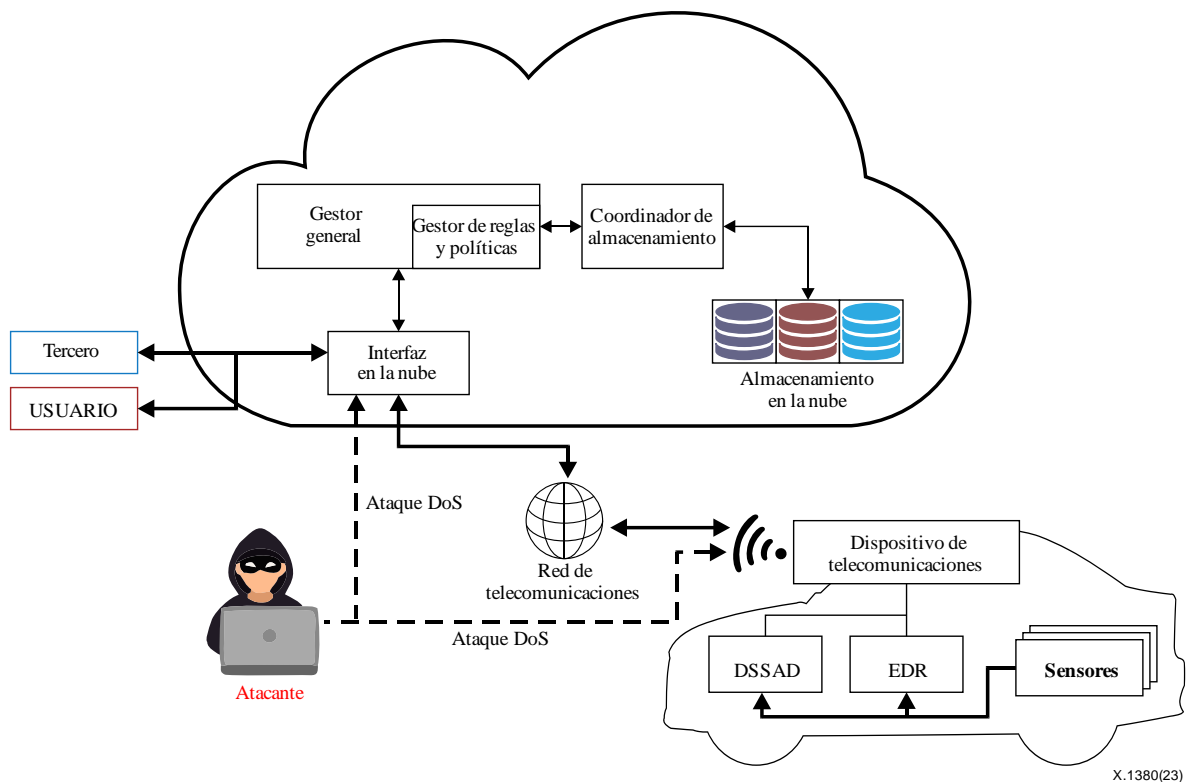 Gestor
general
Gestor de reglas
y políticas
Coordinador de
almacenamiento
Tercero
USUARIO
Interfaz
en la nube
Almacenamiento
en la nube
Ataque DoS
Red de
telecomunicaciones
Dispositivo de
telecomunicaciones
Ataque DoS
Atacante
DSSAD
EDR
Sensores
X.1380(23)